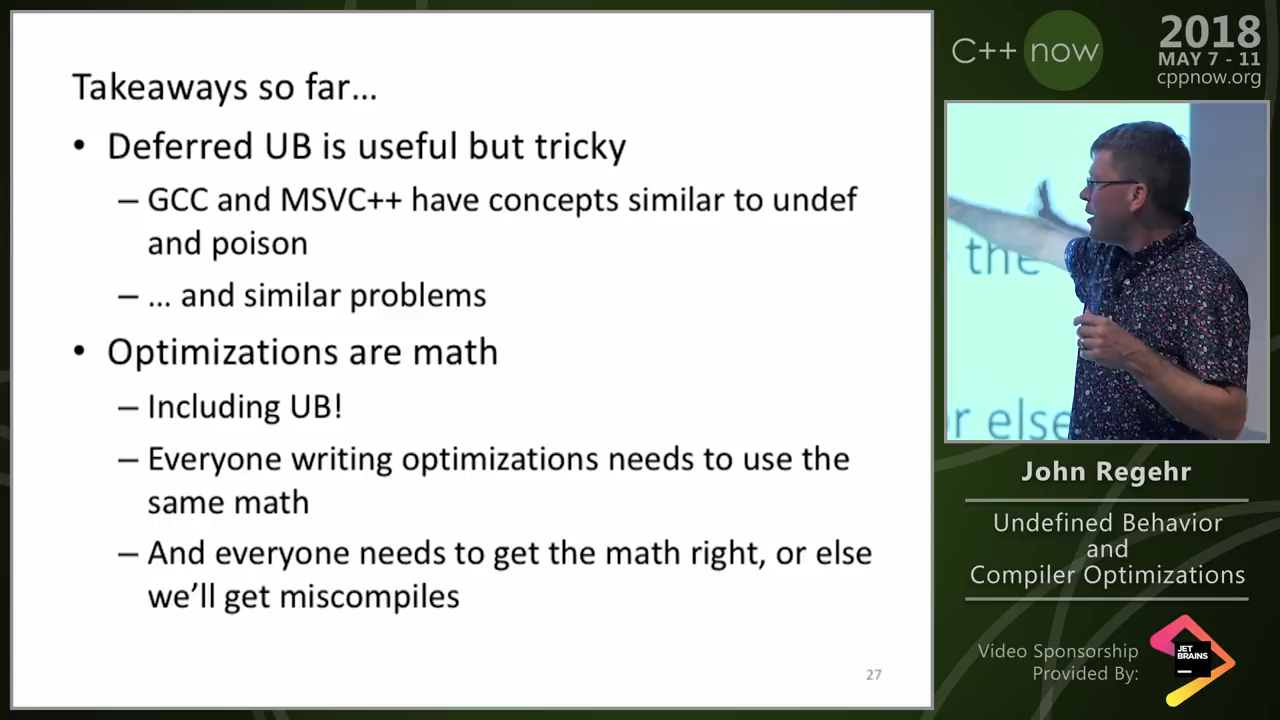 Takeaways so far…
• Deferred UB is useful but tricky
– GCC and MSVC++ have concepts similar to undef
and poison
– … and similar problems
• Optimizations are math
– Including UB!
– Everyone writing optimizations needs to use the
same math
– And everyone needs to get the math right, or else
we’ll get miscompiles
27
C++ now
2018
MAY 7 - 11
cppnow.org
the
or else
John Regehr
Undefined Behavior
and
Compiler Optimizations
Video Sponsorship
Provided By:
JET
BRAINS